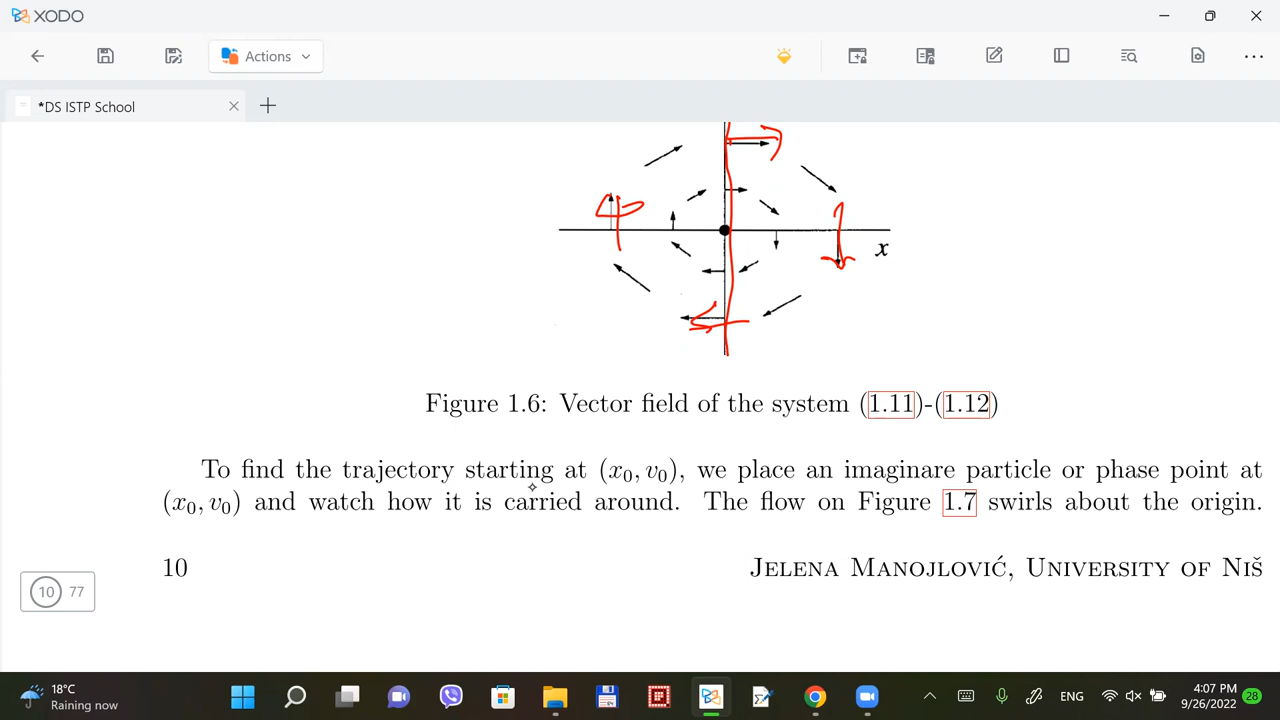 XODO
Actions
*DS ISTP School
x
Figure 1.6: Vector field of the system (1.11)-(1.12)
To find the trajectory starting at (x₀, v₀), we place an imaginare particle or phase point at
(x₀, v₀) and watch how it is carried around. The flow on Figure 1.7 swirls about the origin.
10
JELENA MANOJLOVIĆ, UNIVERSITY OF NIŠ
10 77
18°C
Raining now
ENG
4:07 PM
9/26/2022
28